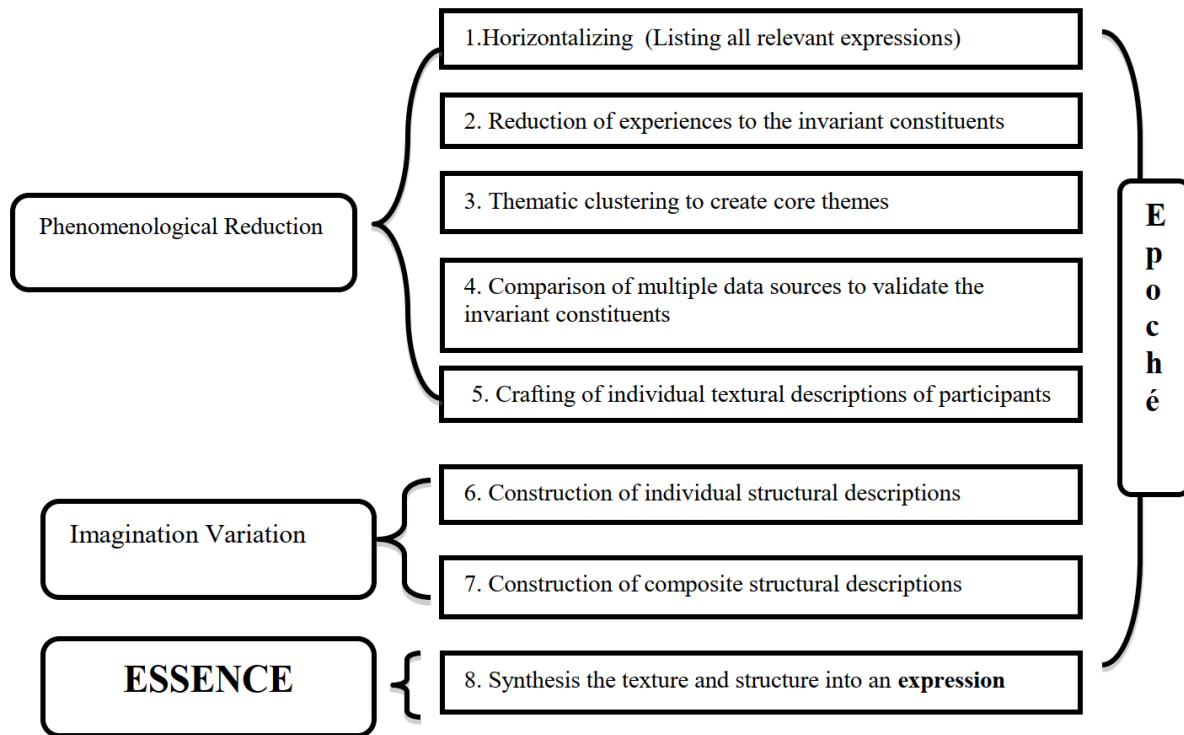 1.Horizontalizing (Listing all relevant expressions)
2. Reduction of experiences to the invariant constituents
3. Thematic clustering to create core themes
Phenomenological Reduction
4. Comparison of multiple data sources to validate the
invariant constituents
5. Crafting of individual textural descriptions of participants
Epoché
6. Construction of individual structural descriptions
Imagination Variation
7. Construction of composite structural descriptions
ESSENCE
8. Synthesis the texture and structure into an expression